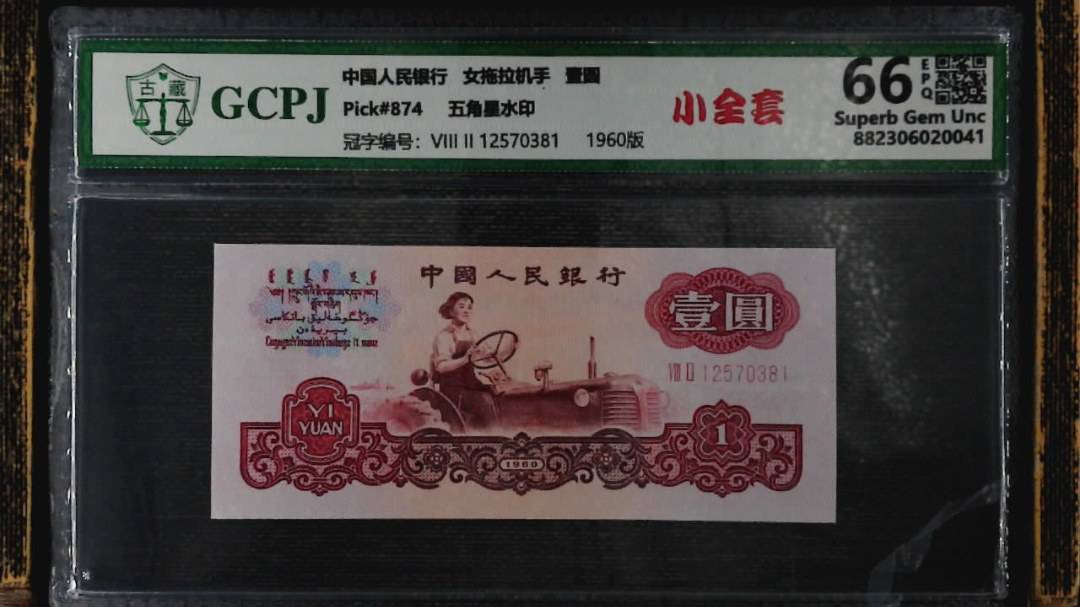 古藏
GCPJ
中国人民银行 女拖拉机手 壹圆
Pick#874 五角星水印
冠字编号: VIII II 12570381 1960版
小全套
66
EPQ
Superb Gem Unc
882306020041
中國人民銀行
壹圓
VIII II 12570381
YI
YUAN
1960
1